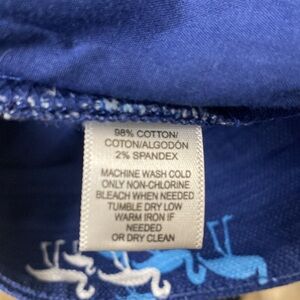 98% COTTON/
COTON/ALGODÓN
2% SPANDEX
MACHINE WASH COLD
ONLY NON-CHLORINE
BLEACH WHEN NEEDED
TUMBLE DRY LOW
WARM IRON IF
NEEDED
OR DRY CLEAN